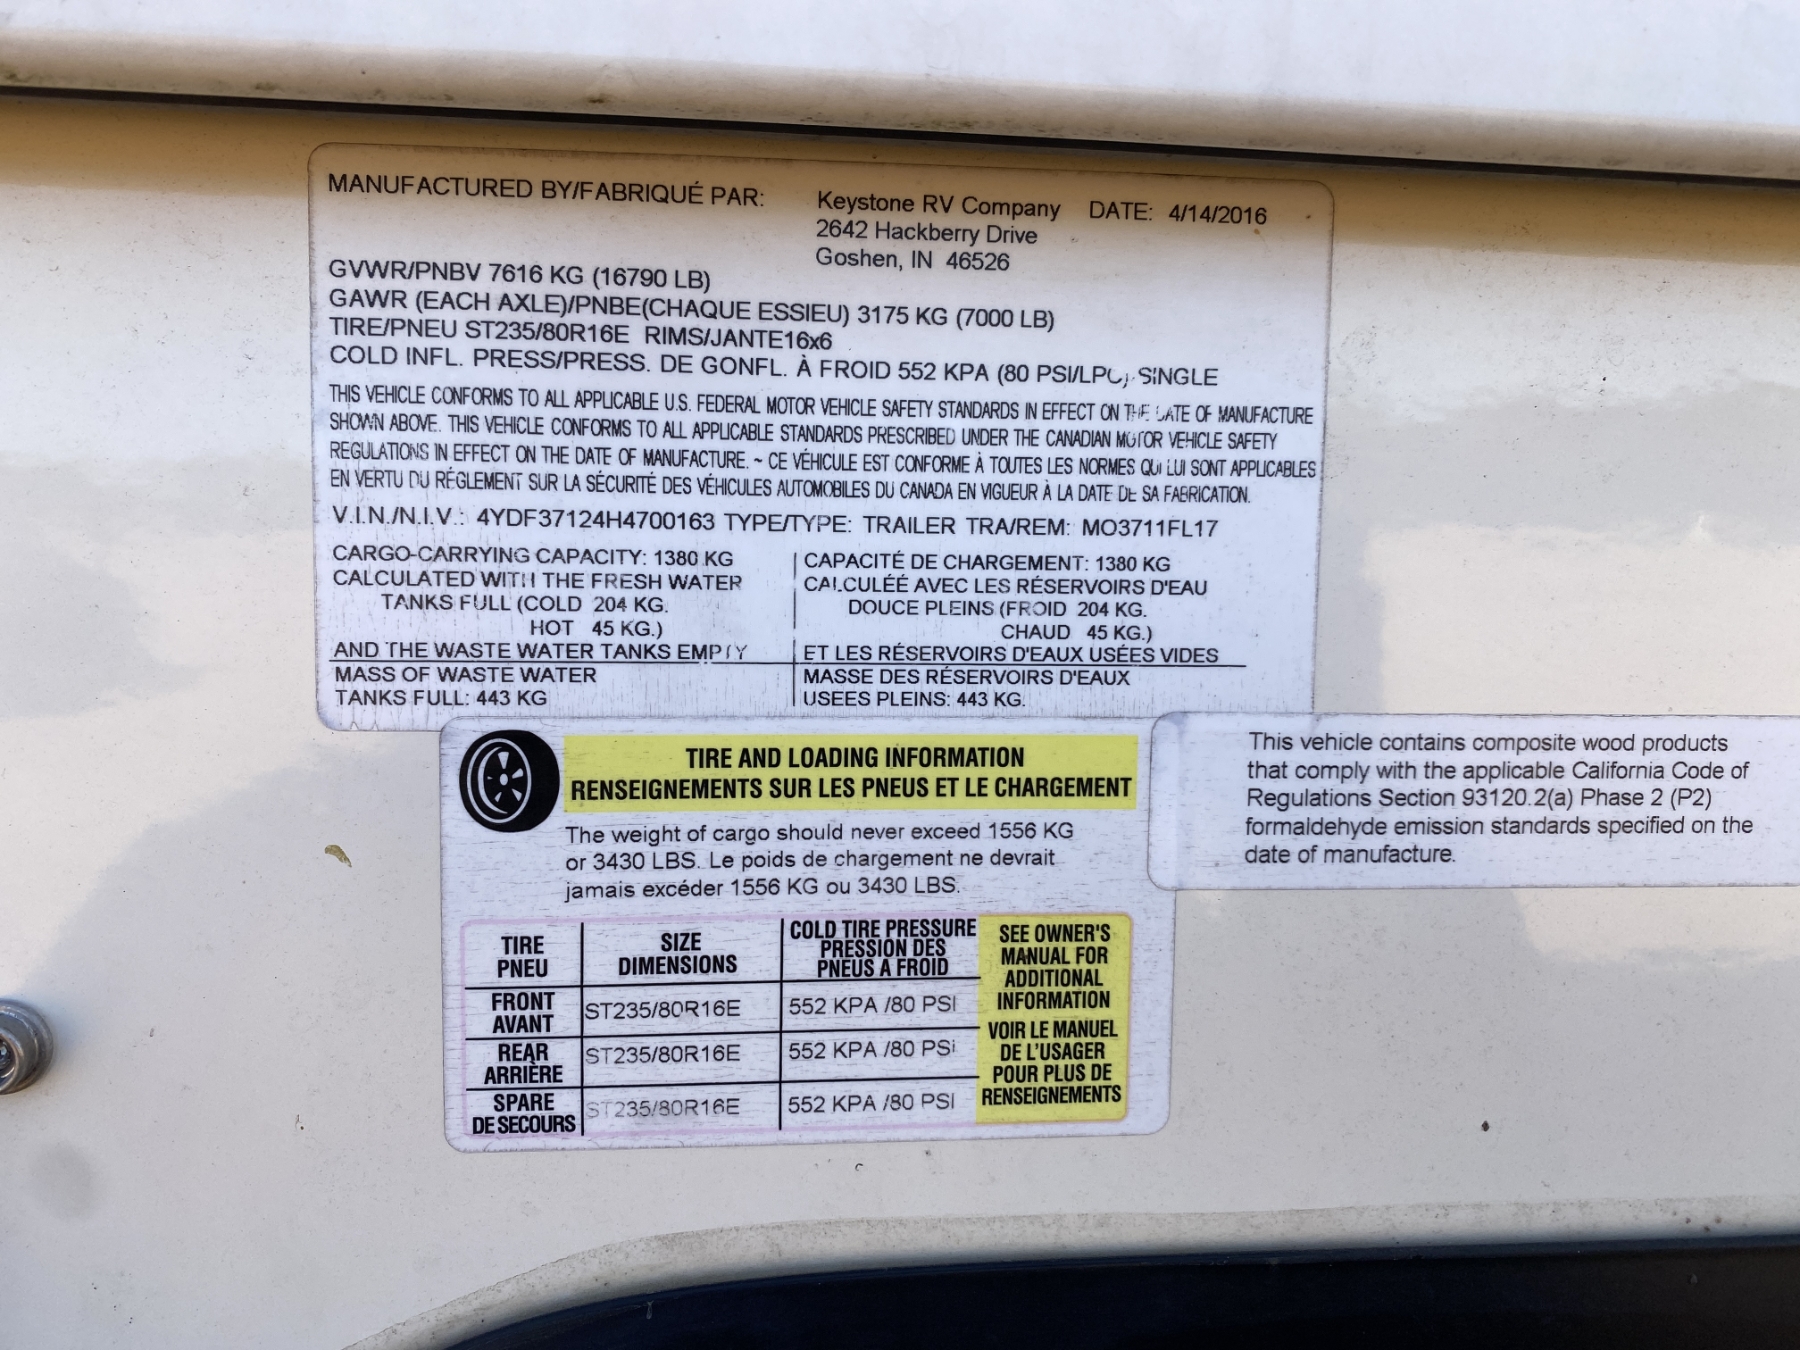 MANUFACTURED BY/FABRIQUÉ PAR: Keystone RV Company DATE: 4/14/2016
2642 Hackberry Drive
Goshen, IN 46526
GVWR/PNBV 7616 KG (16790 LB)
GAWR (EACH AXLE)/PNBE(CHAQUE ESSIEU) 3175 KG (7000 LB)
TIRE/PNEU ST235/80R16E RIMS/JANTE16x6
COLD INFL. PRESS/PRESS. DE GONFL. À FROID 552 KPA (80 PSI/LPC) SINGLE
THIS VEHICLE CONFORMS TO ALL APPLICABLE U.S. FEDERAL MOTOR VEHICLE SAFETY STANDARDS IN EFFECT ON THE DATE OF MANUFACTURE
SHOWN ABOVE. THIS VEHICLE CONFORMS TO ALL APPLICABLE STANDARDS PRESCRIBED UNDER THE CANADIAN MOTOR VEHICLE SAFETY
REGULATIONS IN EFFECT ON THE DATE OF MANUFACTURE. ~ CE VÉHICULE EST CONFORME À TOUTES LES NORMES QUI LUI SONT APPLICABLES
EN VERTU DU RÉGLEMENT SUR LA SÉCURITÉ DES VÉHICULES AUTOMOBILES DU CANADA EN VIGUEUR À LA DATE DE SA FABRICATION.
V.I.N./N.I.V.: 4YDF37124H4700163 TYPE/TYPE: TRAILER TRA/REM: MO3711FL17
CARGO-CARRYING CAPACITY: 1380 KG
CALCULATED WITH THE FRESH WATER
TANKS FULL (COLD 204 KG.
HOT 45 KG.)
AND THE WASTE WATER TANKS EMPTY
MASS OF WASTE WATER
TANKS FULL: 443 KG
CAPACITÉ DE CHARGEMENT: 1380 KG
CALCULÉÉ AVEC LES RÉSERVOIRS D'EAU
DOUCE PLEINS (FROID 204 KG.
CHAUD 45 KG.)
ET LES RÉSERVOIRS D'EAUX USÉES VIDES
MASSE DES RÉSERVOIRS D'EAUX
USEES PLEINS: 443 KG.
TIRE AND LOADING INFORMATION
RENSEIGNEMENTS SUR LES PNEUS ET LE CHARGEMENT
The weight of cargo should never exceed 1556 KG
or 3430 LBS. Le poids de chargement ne devrait
jamais excéder 1556 KG ou 3430 LBS.
TIRE
PNEU
SIZE
DIMENSIONS
COLD TIRE PRESSURE
PRESSION DES
PNEUS A FROID
FRONT
AVANT
ST235/80R16E
552 KPA /80 PSI
REAR
ARRIÈRE
ST235/80R16E
552 KPA /80 PSI
SPARE
DE SECOURS
ST235/80R16E
552 KPA /80 PSI
SEE OWNER'S
MANUAL FOR
ADDITIONAL
INFORMATION
VOIR LE MANUEL
DE L'USAGER
POUR PLUS DE
RENSEIGNEMENTS
This vehicle contains composite wood products
that comply with the applicable California Code of
Regulations Section 93120.2(a) Phase 2 (P2)
formaldehyde emission standards specified on the
date of manufacture.